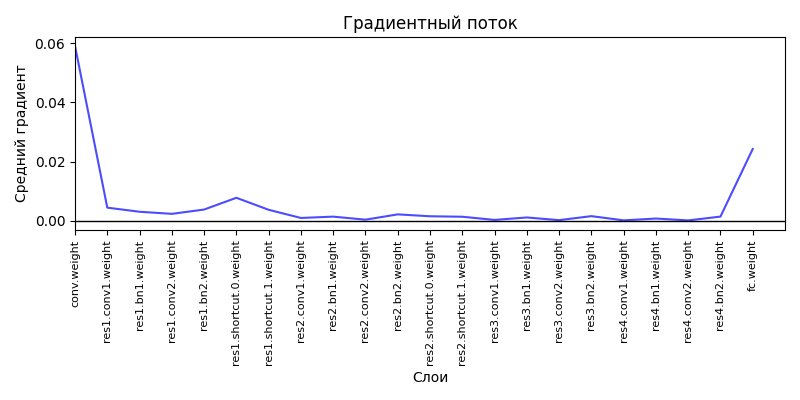 Градиентный поток
Средний градиент
0.06
0.04
0.02
0.00
conv.weight
res1.conv1.weight
res1.bn1.weight
res1.conv2.weight
res1.bn2.weight
res1.shortcut.0.weight
res1.shortcut.1.weight
res2.conv1.weight
res2.bn1.weight
res2.conv2.weight
res2.bn2.weight
res2.shortcut.0.weight
res2.shortcut.1.weight
res3.conv1.weight
res3.bn1.weight
res3.conv2.weight
res3.bn2.weight
res4.conv1.weight
res4.bn1.weight
res4.conv2.weight
res4.bn2.weight
fc.weight
Слои